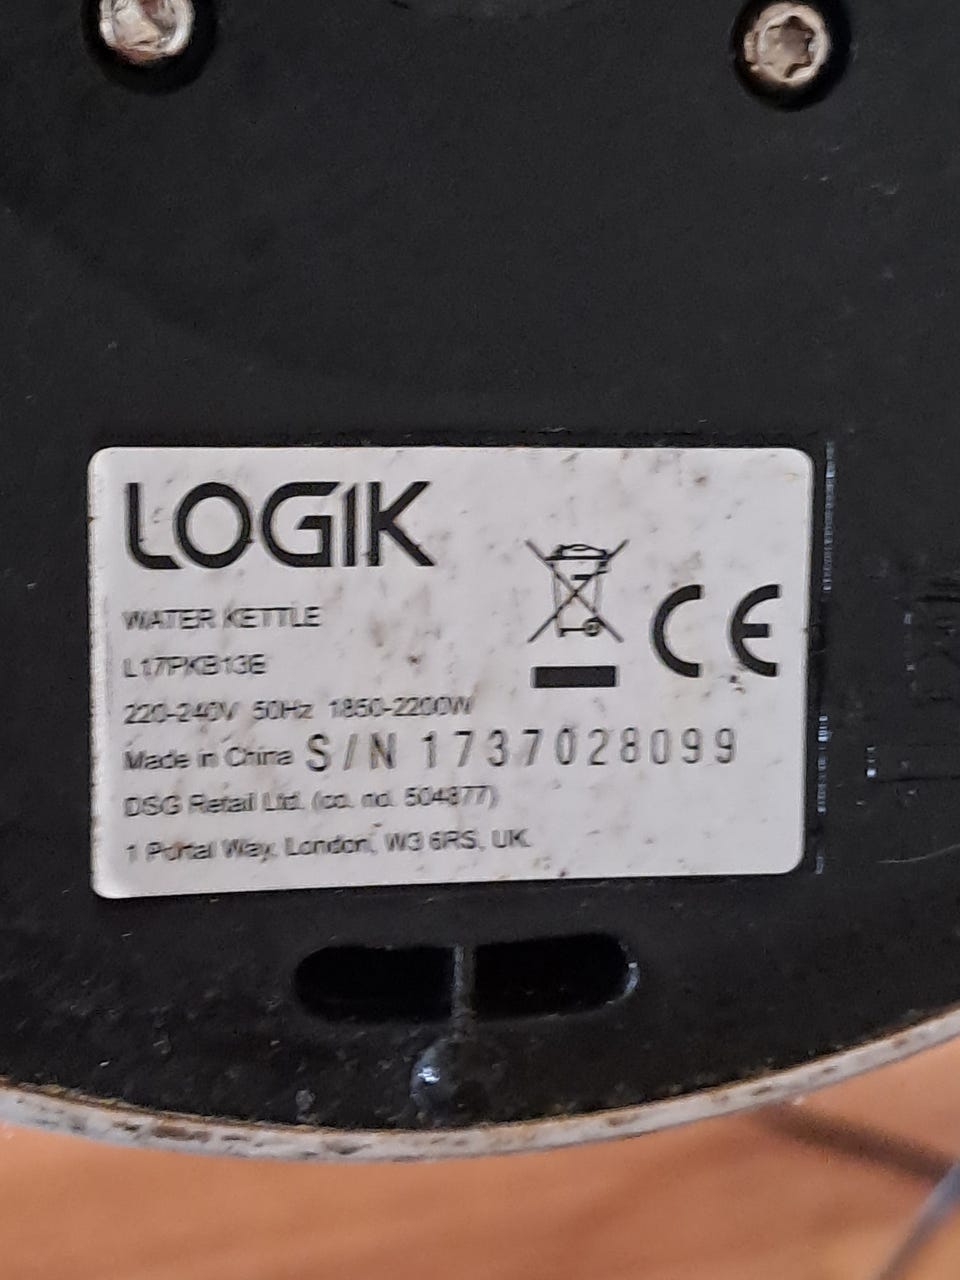 LOGIK
WATER KETTLE
L17PKB13E
220-240V 50Hz 1850-2200W
Made in China S/N 1737028099
DSG Retail Ltd. (co. no. 504877)
1 Portal Way, London, W3 6RS, UK.
CE